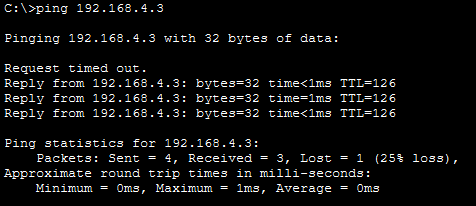 C:\>ping 192.168.4.3
Pinging 192.168.4.3 with 32 bytes of data:
Request timed out.
Reply from 192.168.4.3: bytes=32 time<1ms TTL=126
Reply from 192.168.4.3: bytes=32 time=1ms TTL=126
Reply from 192.168.4.3: bytes=32 time<1ms TTL=126
Ping statistics for 192.168.4.3:
    Packets: Sent = 4, Received = 3, Lost = 1 (25% loss),
Approximate round trip times in milli-seconds:
    Minimum = 0ms, Maximum = 1ms, Average = 0ms